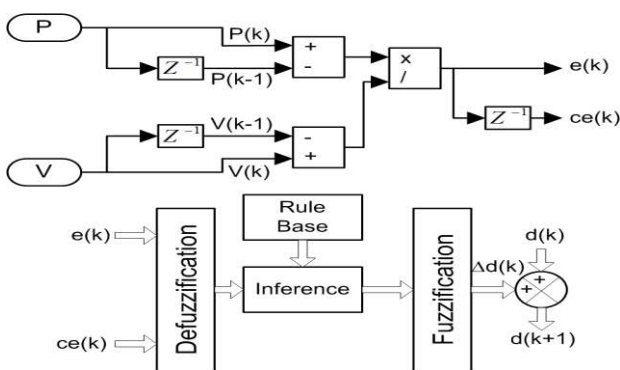 P
P(k)
+
-
x
/
Z⁻¹
P(k-1)
e(k)
Z⁻¹
V(k-1)
-
+
Z⁻¹
ce(k)
V
V(k)
Rule
Base
e(k)
Defuzzification
Inference
Fuzzification
Δd(k)
d(k)
+
+
ce(k)
d(k+1)